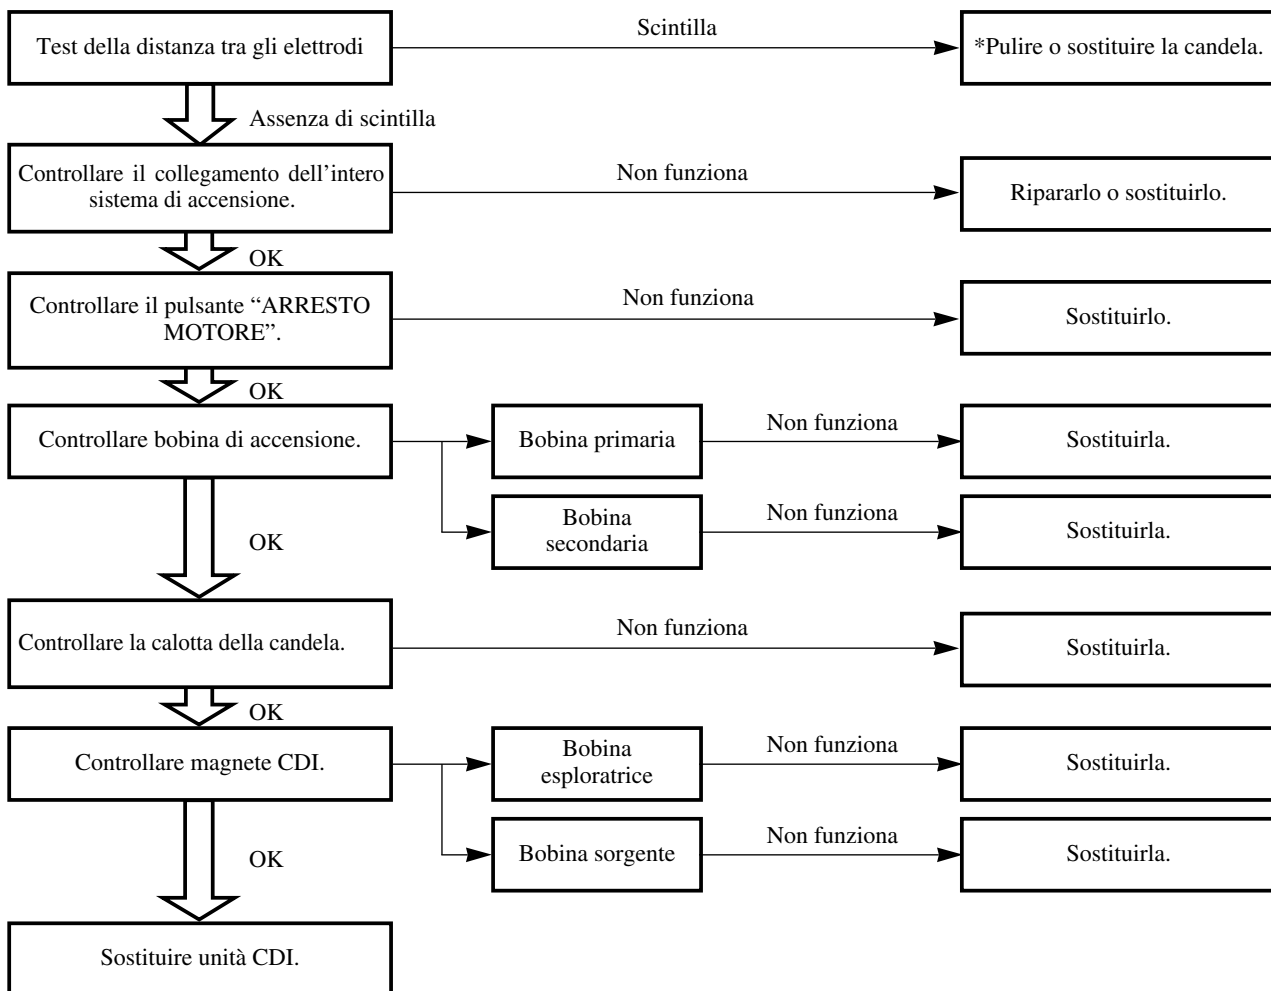 Test della distanza tra gli elettrodi
Scintilla
*Pulire o sostituire la candela.
Assenza di scintilla
Controllare il collegamento dell’intero
sistema di accensione.
Non funziona
Ripararlo o sostituirlo.
OK
Controllare il pulsante “ARRESTO
MOTORE”.
Non funziona
Sostituirlo.
OK
Controllare bobina di accensione.
Bobina primaria
Non funziona
Sostituirla.
Bobina
secondaria
Non funziona
Sostituirla.
OK
Controllare la calotta della candela.
Non funziona
Sostituirla.
OK
Controllare magnete CDI.
Bobina
esploratrice
Non funziona
Sostituirla.
Bobina sorgente
Non funziona
Sostituirla.
OK
Sostituire unità CDI.